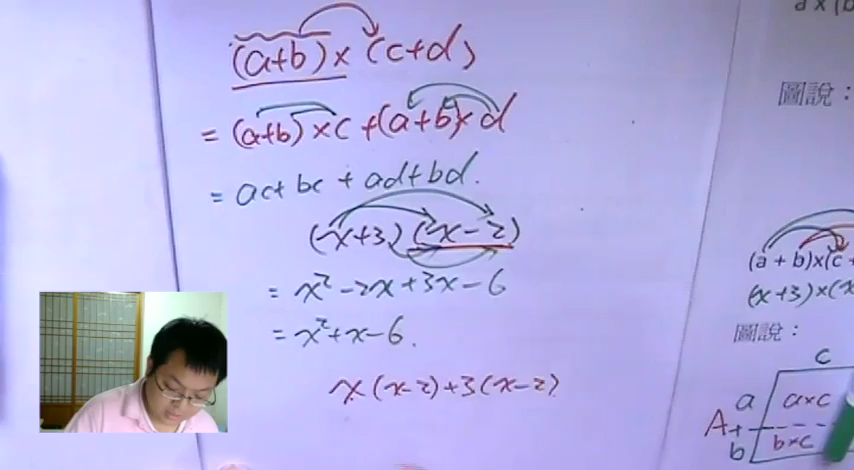 (a+b)×(c+d)
=(a+b)×c+(a+b)×d
=ac+bc+ad+bd.
(x+3)(x-2)
=x²-2x+3x-6
=x²+x-6.
x(x-2)+3(x-2)
a×(b
圖說：
(a+b)×(c+
(x+3)×(x
圖說：
c
a a×c
A+
b b×c